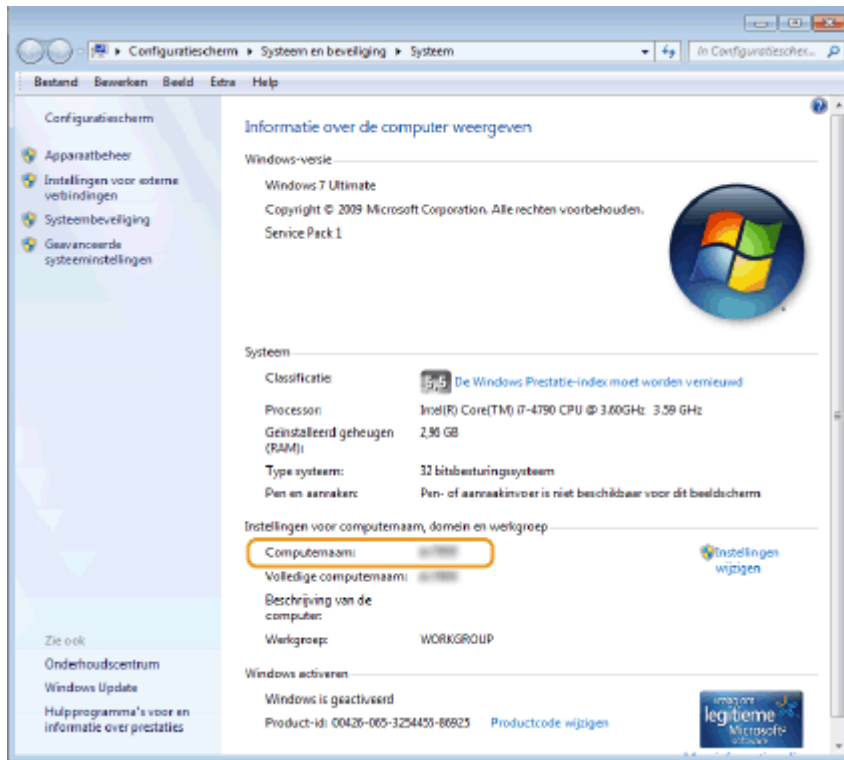 Configuratiescherm ▸ Systeem en beveiliging ▸ Systeem
In Configuratiescher...
Bestand Bewerken Beeld Extra Help
Configuratiescherm
Apparaatbeheer
Instellingen voor externe
verbindingen
Systeembeveiliging
Geavanceerde
systeeminstellingen
Zie ook
Onderhoudscentrum
Windows Update
Hulpprogramma's voor en
informatie over prestaties
Informatie over de computer weergeven
Windows-versie
Windows 7 Ultimate
Copyright © 2009 Microsoft Corporation. Alle rechten voorbehouden.
Service Pack 1
Systeem
Classificatie:
5,5 De Windows Prestatie-index moet worden vernieuwd
Processor: Intel(R) Core(TM) i7-4790 CPU @ 3.60GHz 3.59 GHz
Geïnstalleerd geheugen 2,96 GB
(RAM):
Type systeem: 32 bitsbesturingssysteem
Pen en aanraken: Pen- of aanraakinvoer is niet beschikbaar voor dit beeldscherm
Instellingen voor computernaam, domein en werkgroep
Computernaam:
Instellingen
wijzigen
Volledige computernaam:
Beschrijving van de
computer:
Werkgroep: WORKGROUP
Windows activeren
Windows is geactiveerd
Product-id: 00426-065-3254455-86925 Productcode wijzigen
legitieme
Microsoft
software